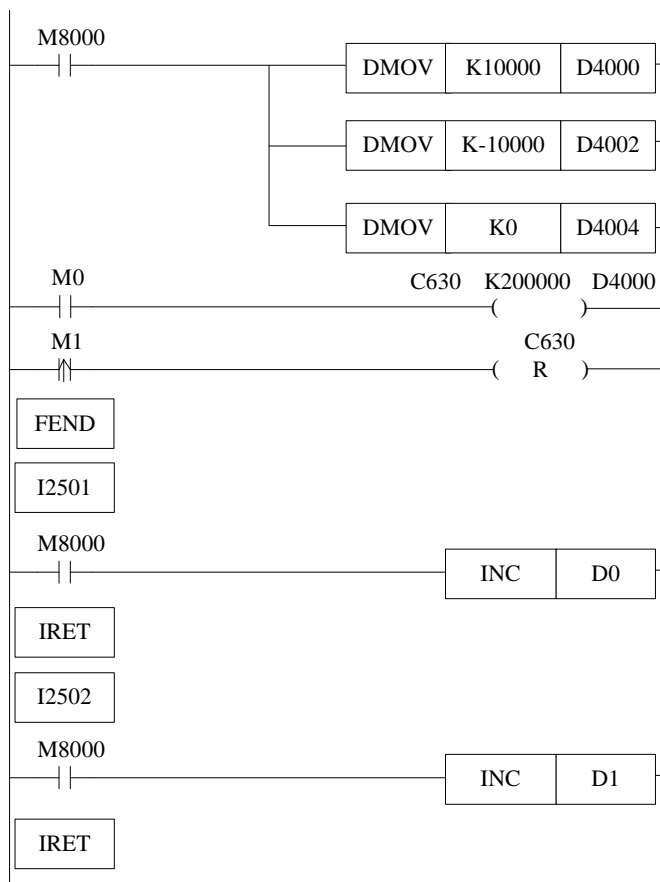 M8000
DMOV K10000 D4000
DMOV K-10000 D4002
DMOV K0 D4004
M0
C630 K200000 D4000
( )
M1
C630
( R )
FEND
I2501
M8000
INC D0
IRET
I2502
M8000
INC D1
IRET